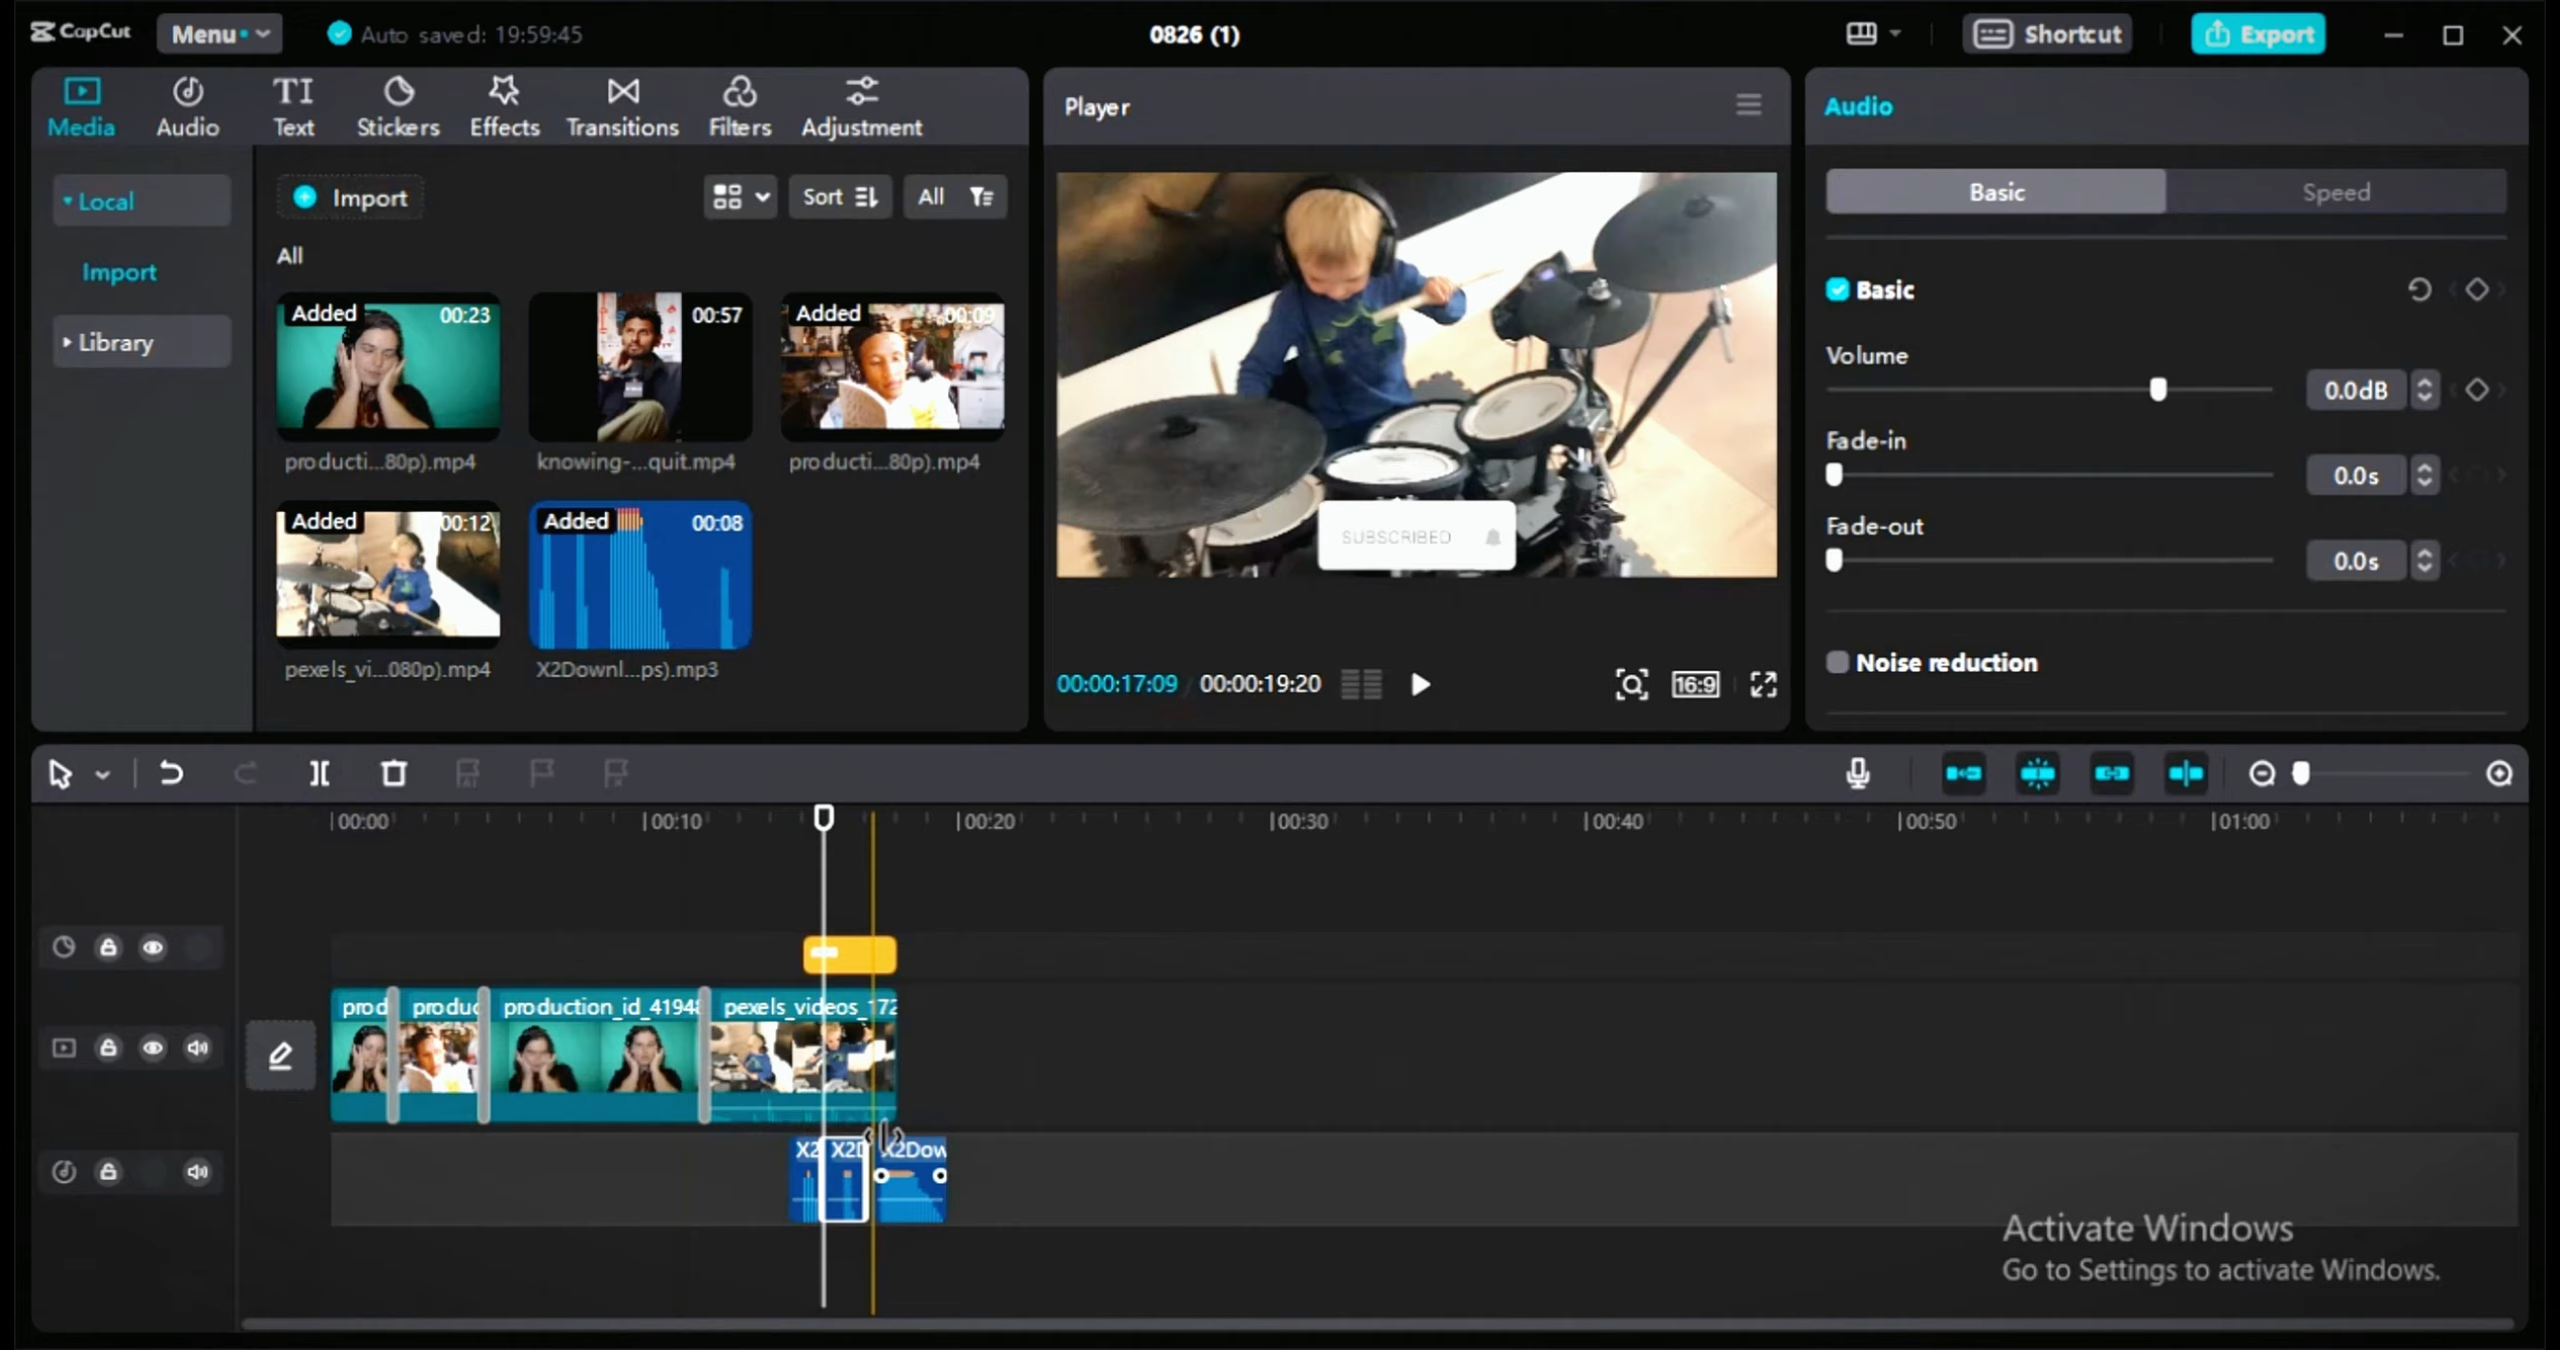 CapCut
Menu
Auto saved: 19:59:45
0826 (1)
Shortcut
Export
Media
Audio
TI
Text
Stickers
Effects
Transitions
Filters
Adjustment
Player
Audio
Local
Import
Sort
All
Basic
Speed
Import
All
Library
Basic
Added
00:23
00:57
Added
00:09
Volume
0.0dB
producti...80p).mp4
knowing-...quit.mp4
producti...80p).mp4
Fade-in
0.0s
Added
00:12
Added
00:08
SUBSCRIBED
Fade-out
0.0s
pexels_vi...080p).mp4
X2Downl...ps).mp3
00:00:17:09
00:00:19:20
16:9
Noise reduction
00:00
00:10
00:20
00:30
00:40
00:50
01:00
prod
produc
production_id_4194
pexels_videos_172
X2
X2D
X2Dow
Activate Windows
Go to Settings to activate Windows.